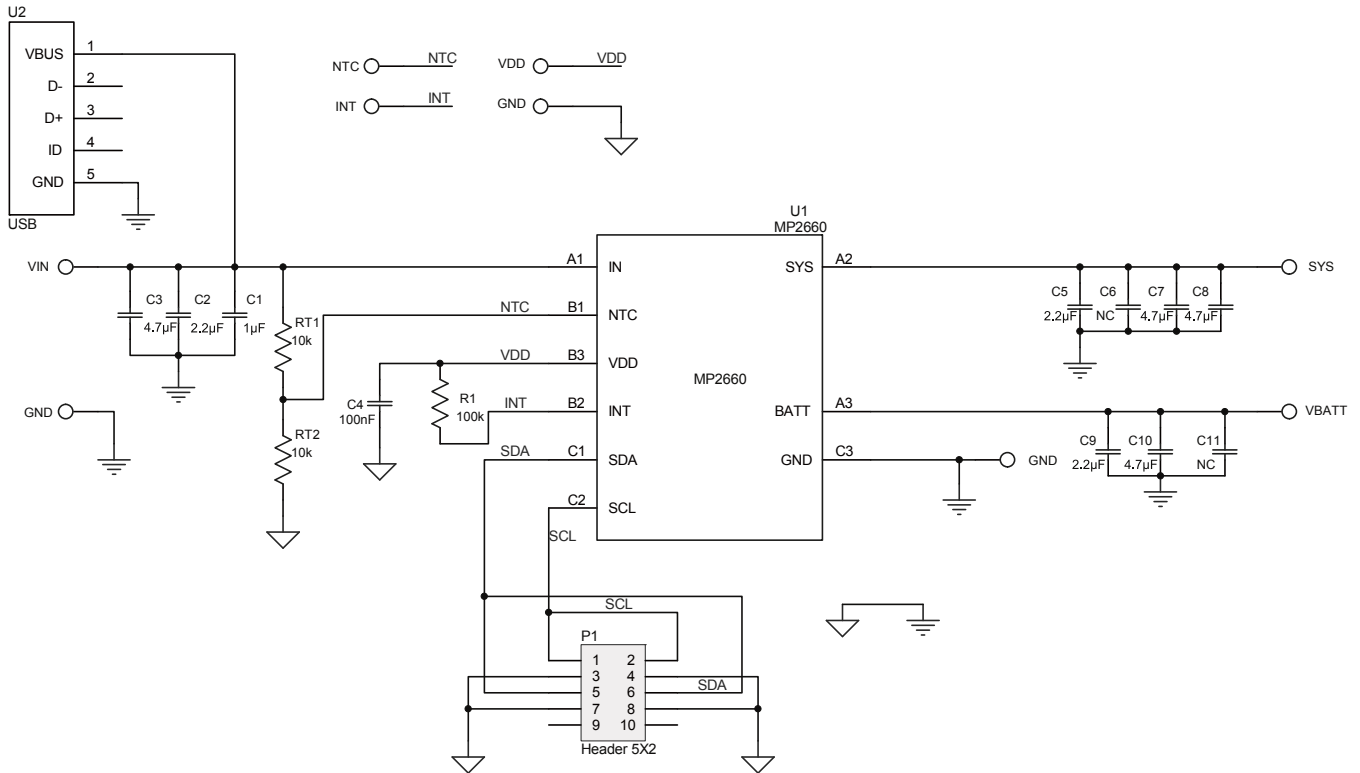 U2
VBUS 1
D- 2
D+ 3
ID 4
GND 5
USB
NTC NTC
VDD VDD
INT INT
GND
VIN
C3
4.7µF
C2
2.2µF
C1
1µF
RT1
10k
RT2
10k
GND
NTC
VDD
C4
100nF
R1
100k
INT
SDA
SCL
U1
MP2660
A1 IN
B1 NTC
B3 VDD
B2 INT
C1 SDA
C2 SCL
MP2660
SYS A2
BATT A3
GND C3
C5
2.2µF
C6
NC
C7
4.7µF
C8
4.7µF
SYS
C9
2.2µF
C10
4.7µF
C11
NC
VBATT
GND
SCL
P1
1 2
3 4
5 6
SDA
7 8
9 10
Header 5X2